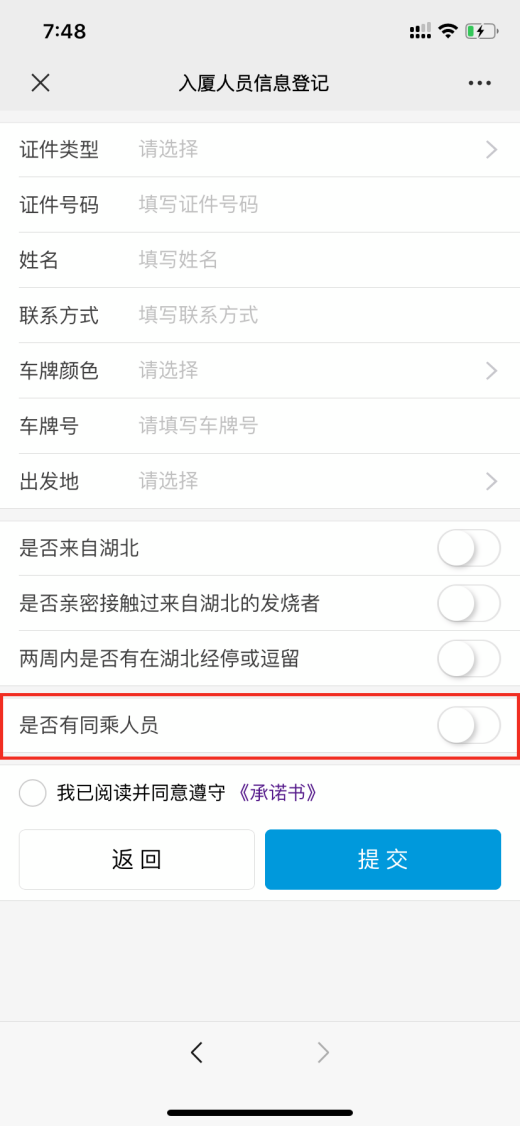 7:48
入厦人员信息登记
证件类型 请选择
证件号码 填写证件号码
姓名 填写姓名
联系方式 填写联系方式
车牌颜色 请选择
车牌号 请填写车牌号
出发地 请选择
是否来自湖北
是否亲密接触过来自湖北的发烧者
两周内是否有在湖北经停或逗留
是否有同乘人员
我已阅读并同意遵守《承诺书》
返回 提交